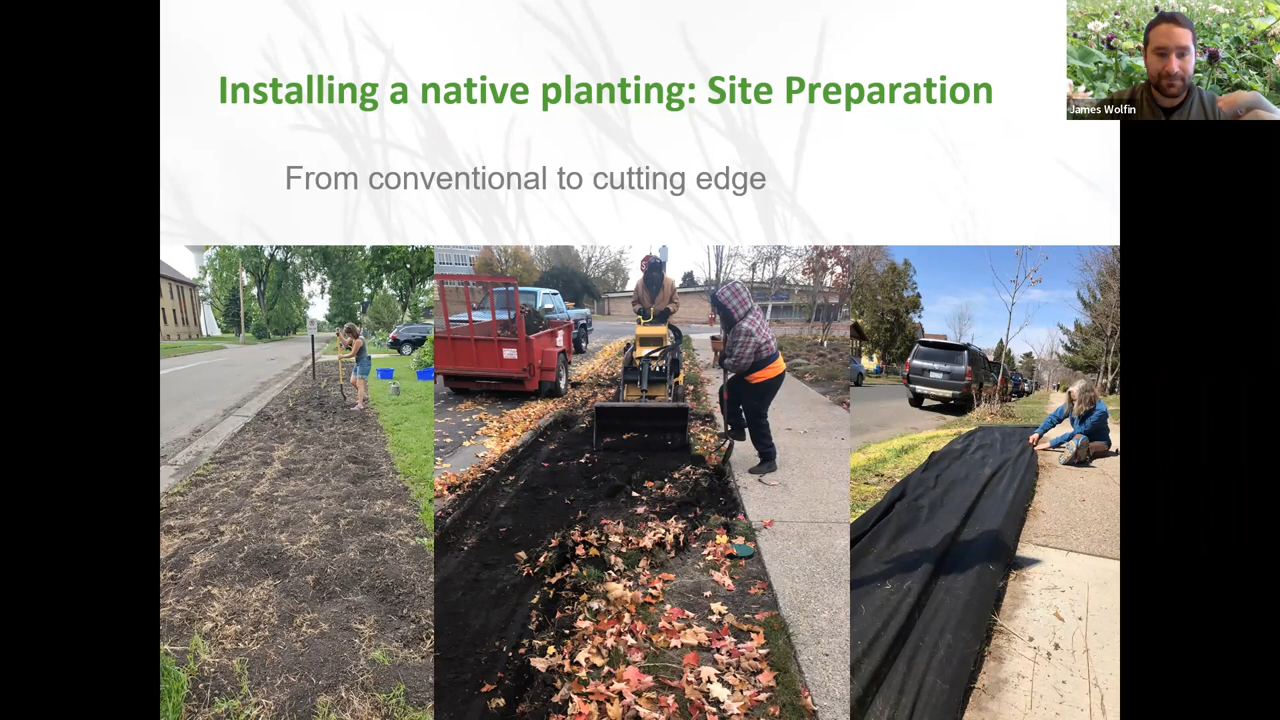 Installing a native planting: Site Preparation
James Wolfin
From conventional to cutting edge